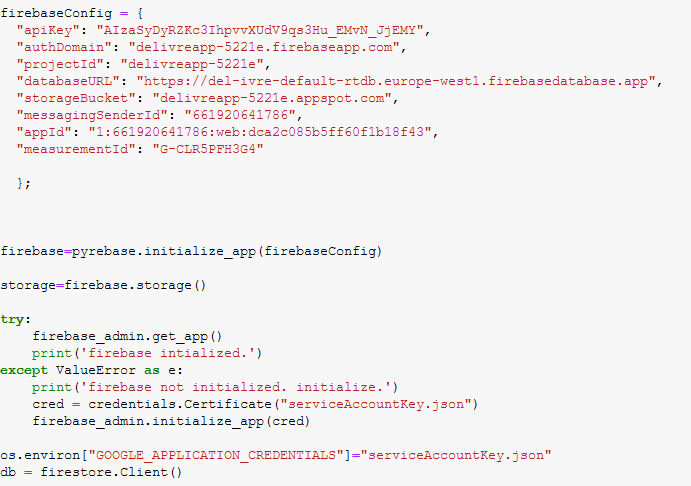 firebaseConfig = {
  "apiKey": "AIzaSyDyRZKc3IhpvvXUdV9qs3Hu_EMvN_JjEMY",
  "authDomain": "delivreapp-5221e.firebaseapp.com",
  "projectId": "delivreapp-5221e",
  "databaseURL": "https://del-ivre-default-rtdb.europe-west1.firebasedatabase.app",
  "storageBucket": "delivreapp-5221e.appspot.com",
  "messagingSenderId": "661920641786",
  "appId": "1:661920641786:web:dca2c085b5ff60f1b18f43",
  "measurementId": "G-CLR5PFH3G4"
  };
firebase=pyrebase.initialize_app(firebaseConfig)
storage=firebase.storage()
try:
    firebase_admin.get_app()
    print('firebase intialized.')
except ValueError as e:
    print('firebase not initialized. initialize.')
    cred = credentials.Certificate("serviceAccountKey.json")
    firebase_admin.initialize_app(cred)
os.environ["GOOGLE_APPLICATION_CREDENTIALS"]="serviceAccountKey.json"
db = firestore.Client()